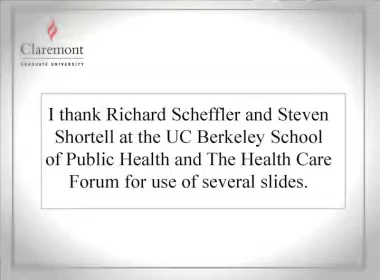 Claremont
GRADUATE UNIVERSITY
I thank Richard Scheffler and Steven
Shortell at the UC Berkeley School
of Public Health and The Health Care
Forum for use of several slides.